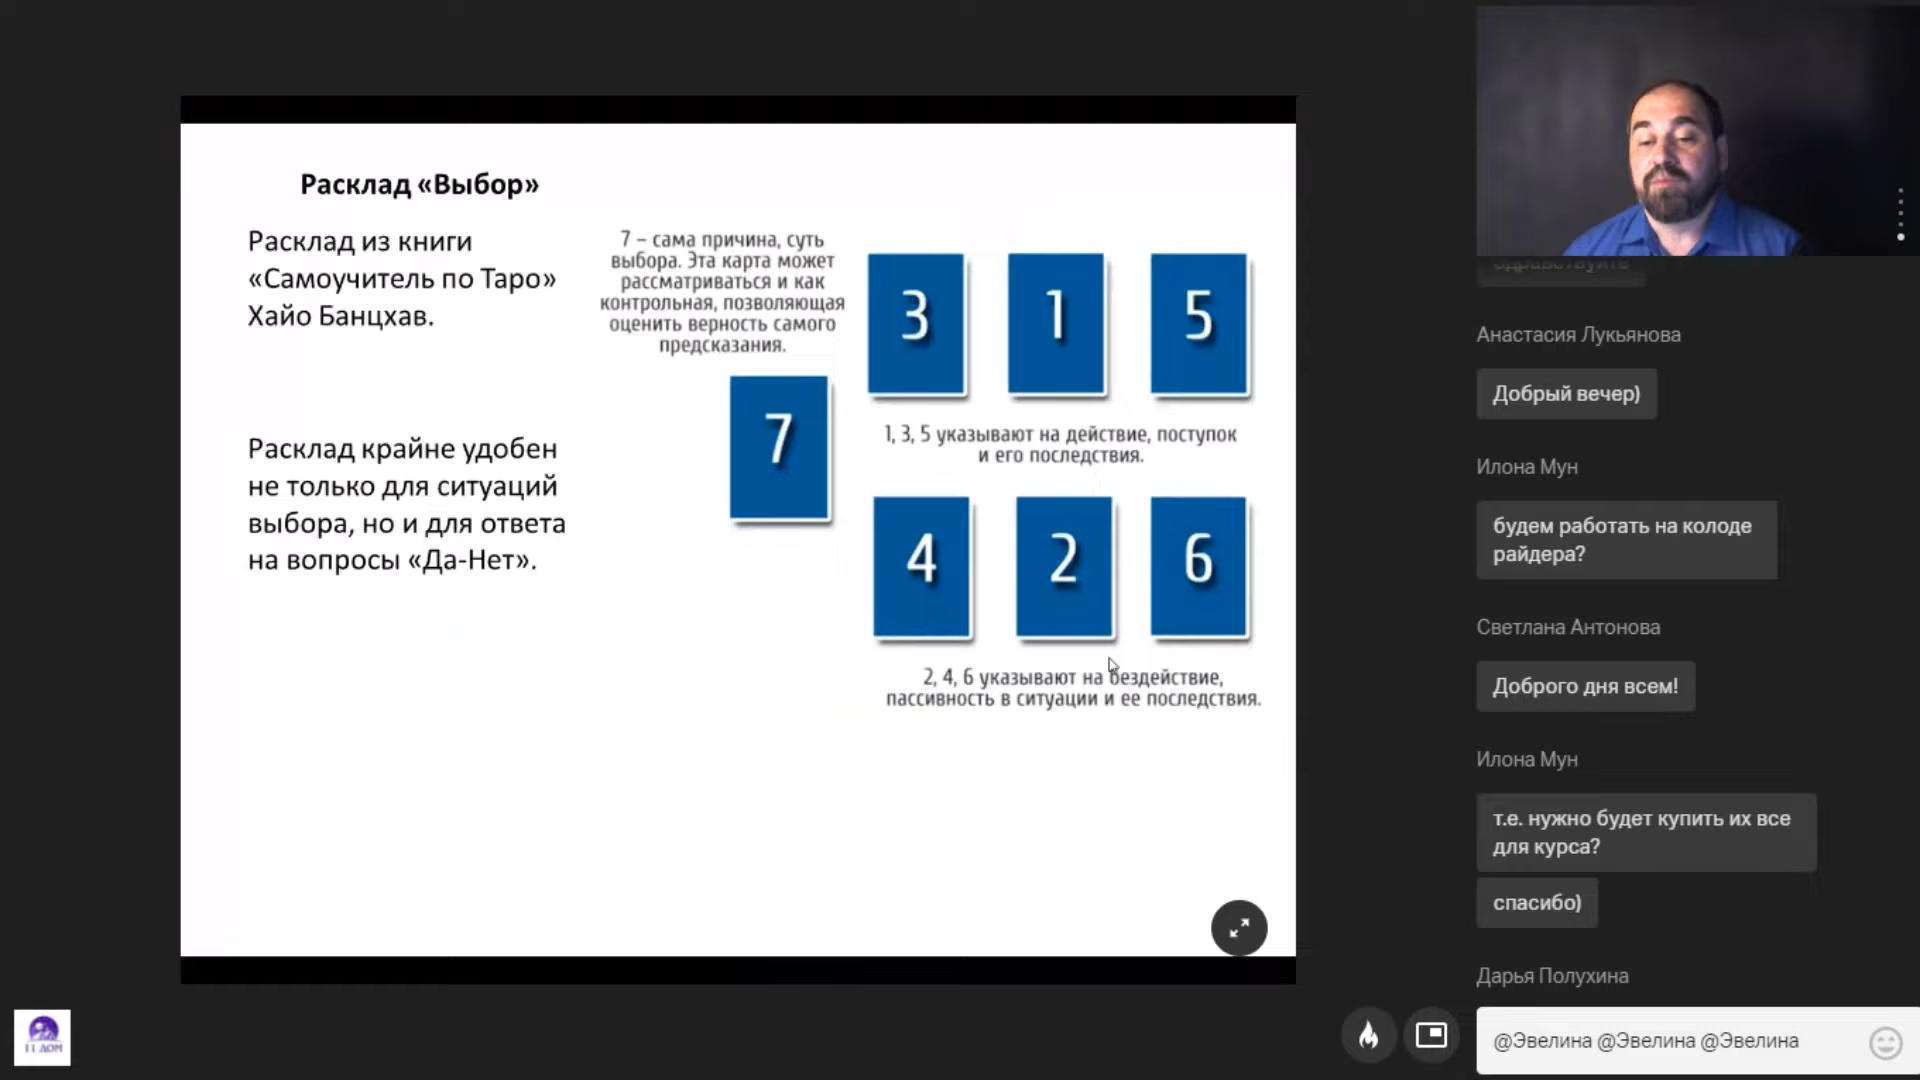 Расклад «Выбор»
Расклад из книги
«Самоучитель по Таро»
Хайо Банцхав.
Расклад крайне удобен
не только для ситуаций
выбора, но и для ответа
на вопросы «Да-Нет».
7 – сама причина, суть
выбора. Эта карта может
рассматриваться и как
контрольная, позволяющая
оценить верность самого
предсказания.
7
3 1 5
1, 3, 5 указывают на действие, поступок
и его последствия.
4 2 6
2, 4, 6 указывают на бездействие,
пассивность в ситуации и ее последствия.
здравствуйте
Анастасия Лукьянова
Добрый вечер)
Илона Мун
будем работать на колоде
райдера?
Светлана Антонова
Доброго дня всем!
Илона Мун
т.е. нужно будет купить их все
для курса?
спасибо)
Дарья Полухина
@Эвелина @Эвелина @Эвелина
11 ДОМ